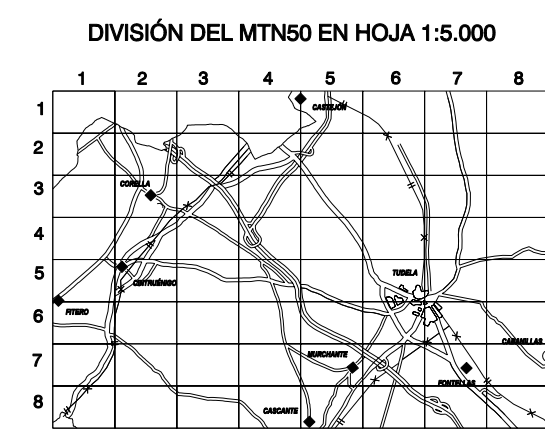 DIVISIÓN DEL MTN50 EN HOJA 1:5.000
1 2 3 4 5 6 7 8
1
CASTEJÓN
2
3
CORELLA
4
5
TUDELA
CINTRUÉNIGO
6
FITERO
CABANILLAS
7
MURCHANTE
FONTELLAS
8
CASCANTE